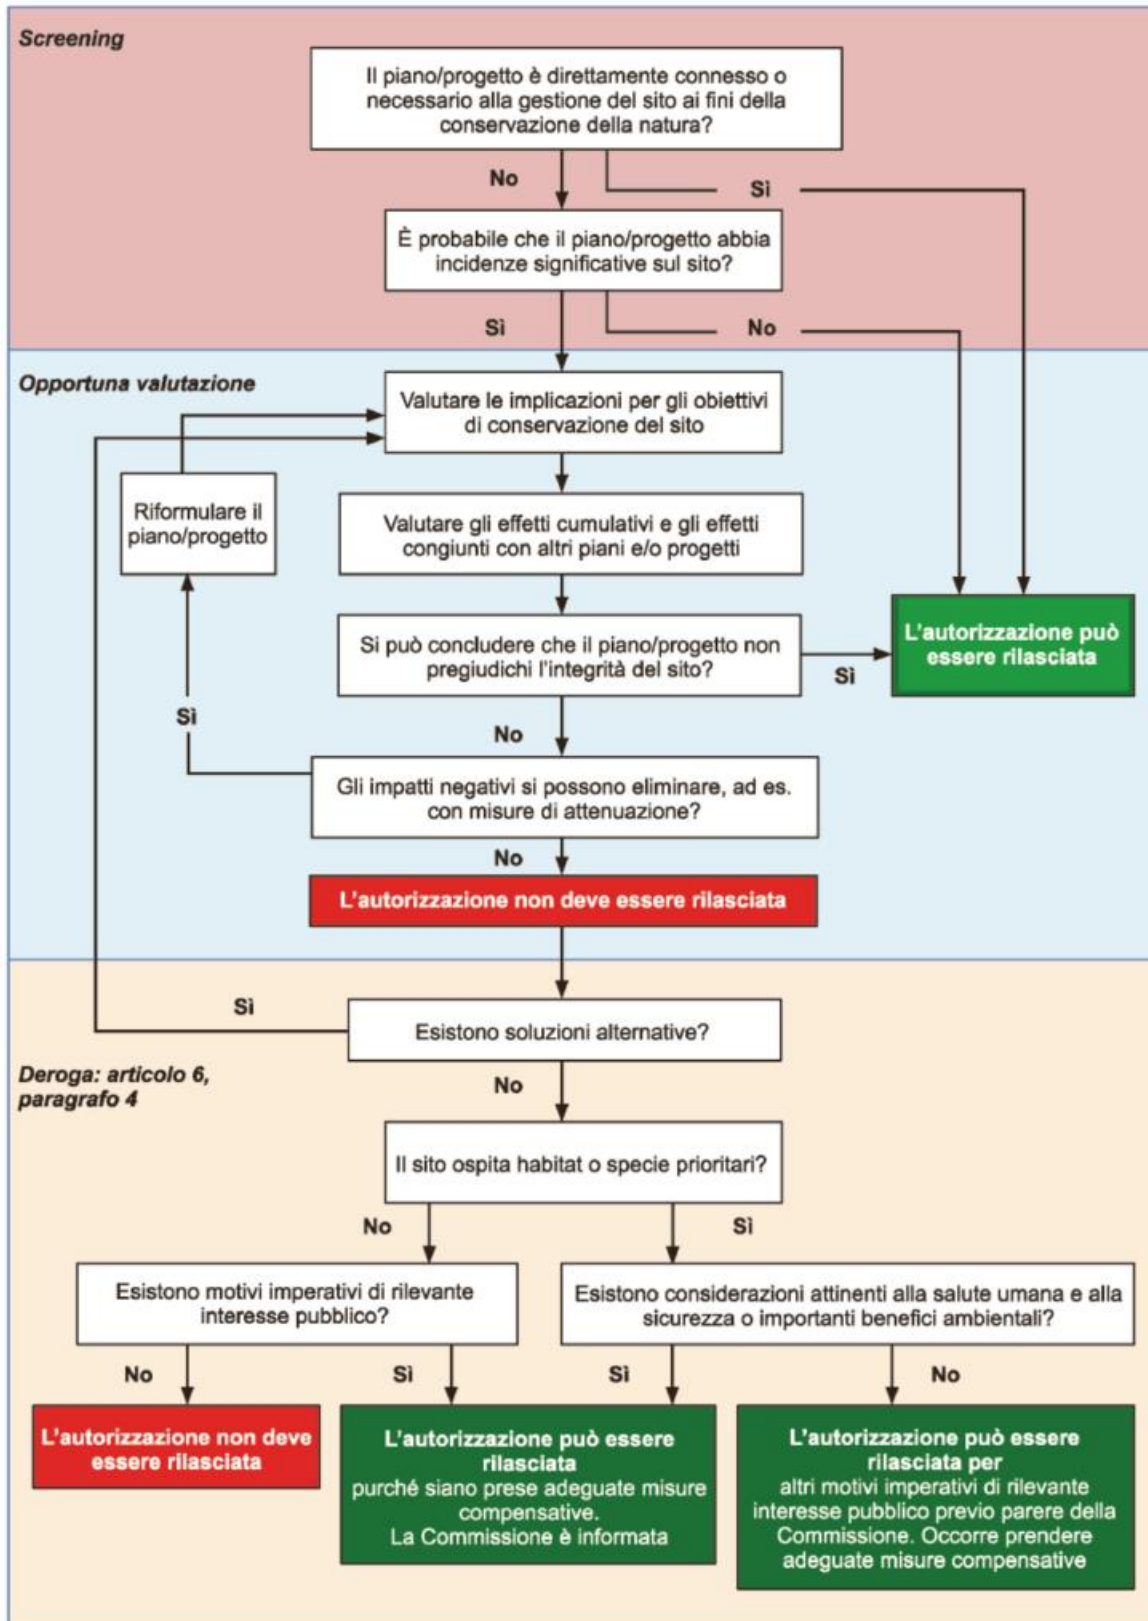 Screening
Il piano/progetto è direttamente connesso o
necessario alla gestione del sito ai fini della
conservazione della natura?
No
Sì
È probabile che il piano/progetto abbia
incidenze significative sul sito?
Sì
No
Opportuna valutazione
Valutare le implicazioni per gli obiettivi
di conservazione del sito
Riformulare il
piano/progetto
Valutare gli effetti cumulativi e gli effetti
congiunti con altri piani e/o progetti
Si può concludere che il piano/progetto non
pregiudichi l'integrità del sito?
Sì
L'autorizzazione può
essere rilasciata
Sì
No
Gli impatti negativi si possono eliminare, ad es.
con misure di attenuazione?
No
L'autorizzazione non deve essere rilasciata
Sì
Esistono soluzioni alternative?
Deroga: articolo 6,
paragrafo 4
No
Il sito ospita habitat o specie prioritari?
No
Sì
Esistono motivi imperativi di rilevante
interesse pubblico?
Esistono considerazioni attinenti alla salute umana e alla
sicurezza o importanti benefici ambientali?
No
Sì
Sì
No
L'autorizzazione non deve
essere rilasciata
L'autorizzazione può essere
rilasciata
purché siano prese adeguate misure
compensative.
La Commissione è informata
L'autorizzazione può essere
rilasciata per
altri motivi imperativi di rilevante
interesse pubblico previo parere della
Commissione. Occorre prendere
adeguate misure compensative